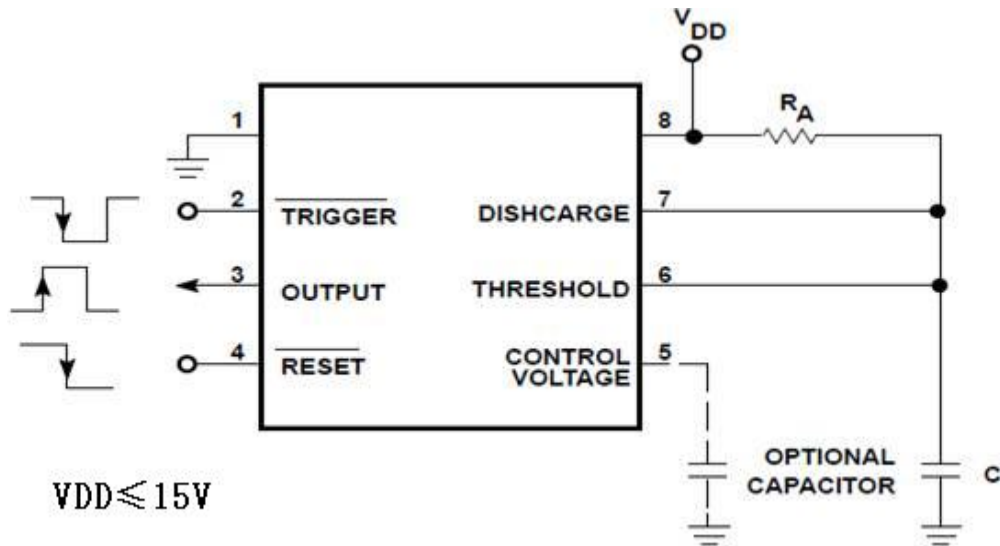 VDD
RA
1
8
2
TRIGGER
DISHCARGE
7
3
OUTPUT
THRESHOLD
6
4
RESET
CONTROL
VOLTAGE
5
OPTIONAL
CAPACITOR
C
VDD≤15V